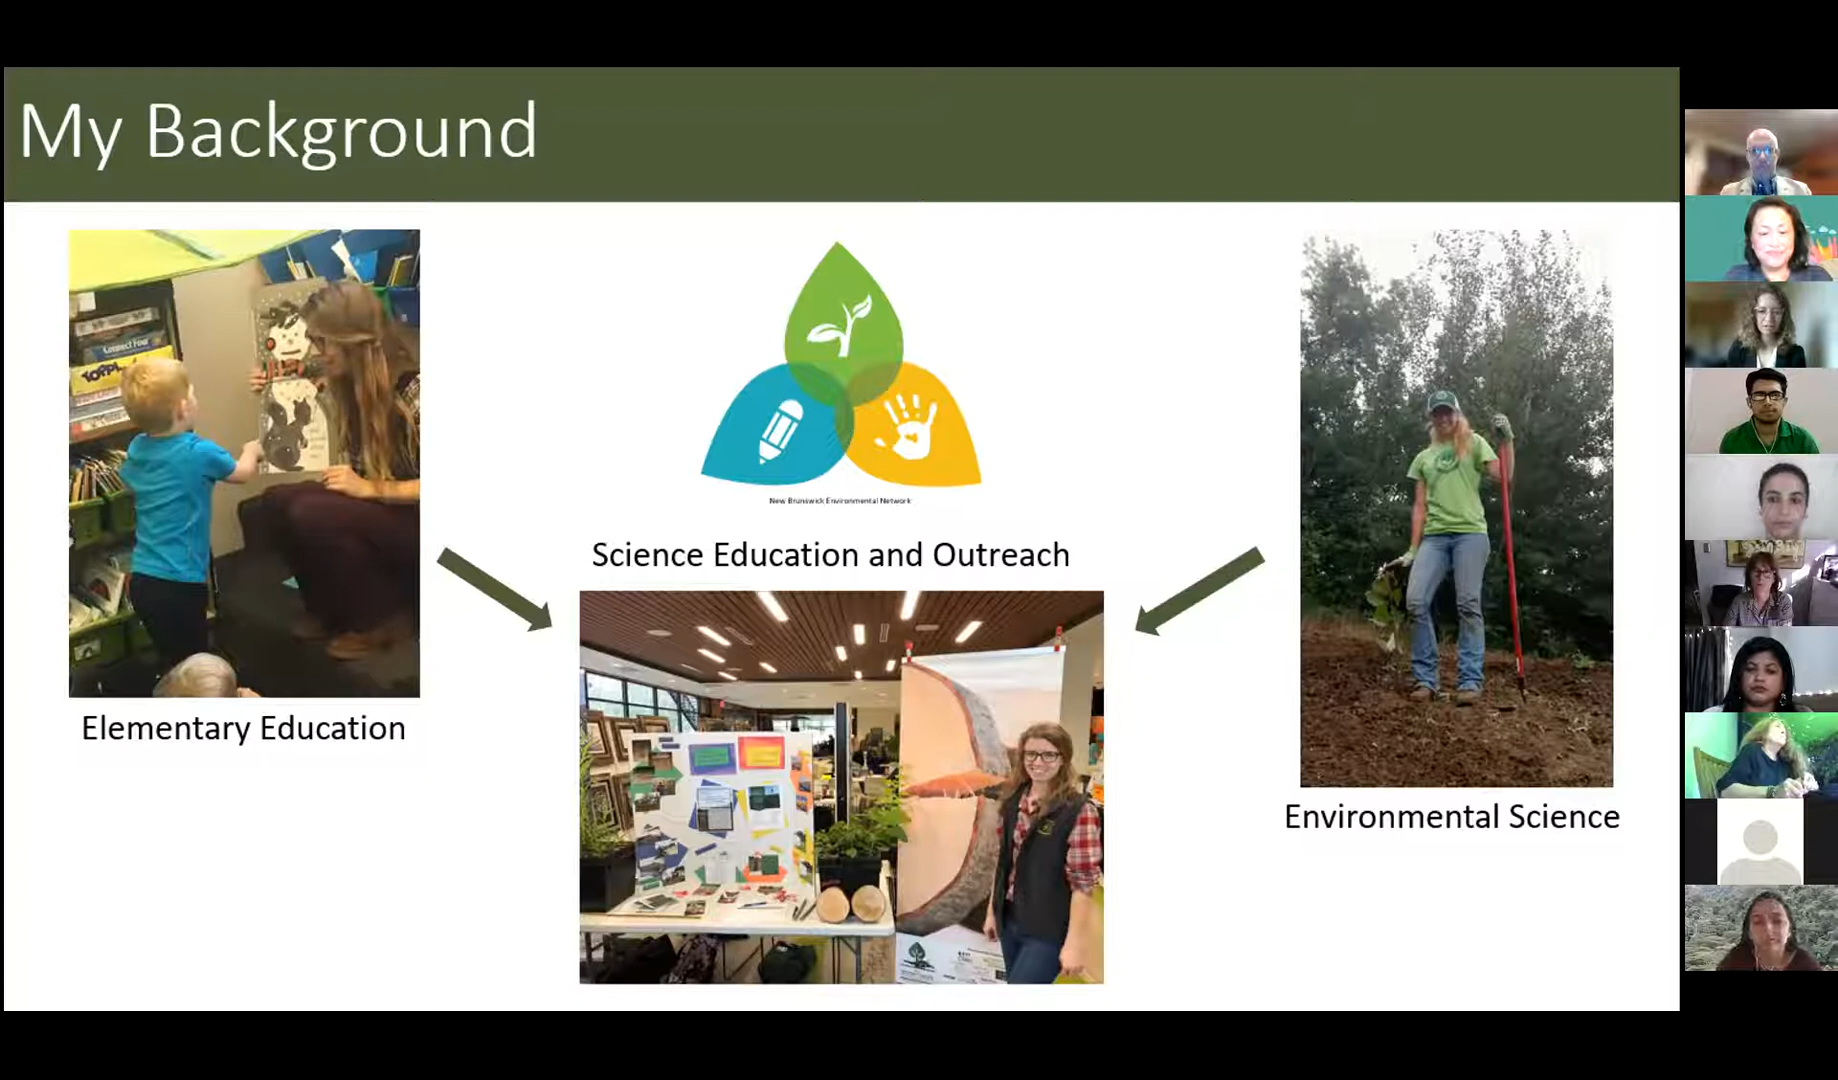 My Background
Connect Four
New Brunswick Environmental Network
Science Education and Outreach
Elementary Education
Environmental Science